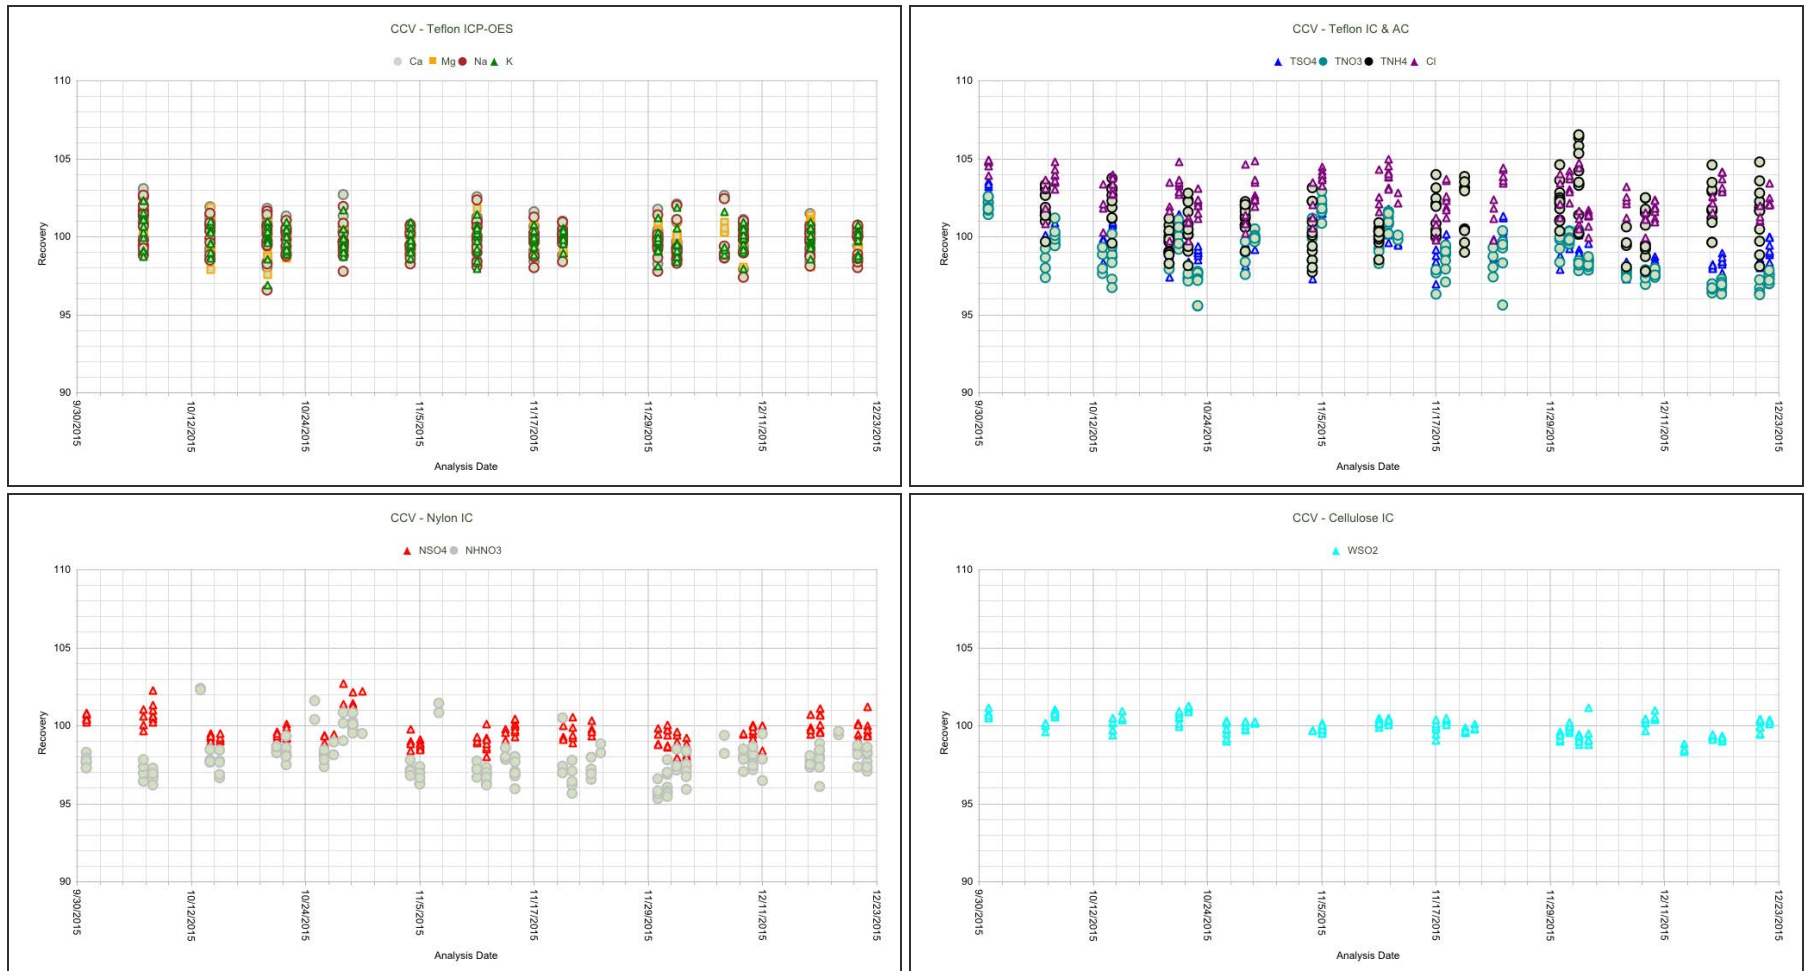 CCV - Teflon ICP-OES
Ca Mg Na K
110
105
100
95
90
Recovery
9/30/2015 10/12/2015 10/24/2015 11/5/2015 11/17/2015 11/29/2019 12/11/2015 12/23/2015
Analysis Date
CCV - Teflon IC & AC
TSO4 TNO3 TNH4 Cl
110
105
100
95
90
Recovery
9/30/2015 10/12/2015 10/24/2015 11/5/2015 11/17/2015 11/29/2015 12/11/2015 12/23/2015
Analysis Date
CCV - Nylon IC
NSO4 NHNO3
110
105
100
95
90
Recovery
9/30/2015 10/12/2015 10/24/2015 11/5/2015 11/17/2015 11/29/2015 12/11/2015 12/23/2015
Analysis Date
CCV - Cellulose IC
WSO2
110
105
100
95
90
Recovery
9/30/2015 10/12/2015 10/24/2015 11/5/2015 11/17/2015 11/29/2015 12/11/2015 12/23/2015
Analysis Date